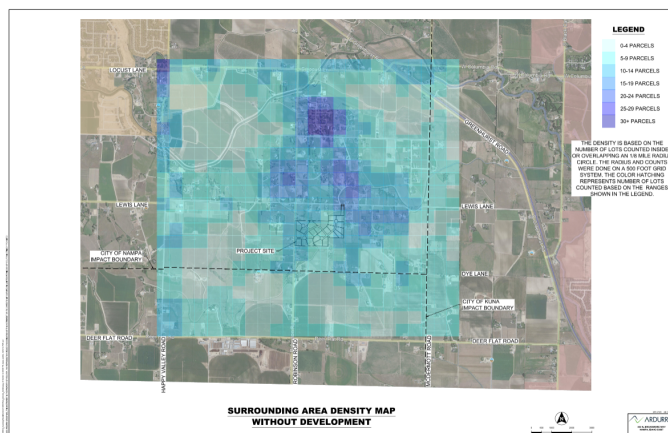 LEGEND
0-4 PARCELS
5-9 PARCELS
10-14 PARCELS
15-19 PARCELS
20-24 PARCELS
25-29 PARCELS
30+ PARCELS
THE DENSITY IS BASED ON THE
NUMBER OF LOTS COUNTED INSIDE
OR OVERLAPPING AN 1/8 MILE RADIUS
CIRCLE. THE RADIUS AND COUNTS
WERE DONE ON A 500 FOOT GRID
SYSTEM. THE COLOR HATCHING
REPRESENTS NUMBER OF LOTS
COUNTED BASED ON THE RANGES
SHOWN IN THE LEGEND.
LOCUST LANE
GREENHURST ROAD
LEWIS LANE
LEWIS LANE
PROJECT SITE
CITY OF NAMPA
IMPACT BOUNDARY
DYE LANE
CITY OF KUNA
IMPACT BOUNDARY
DEER FLAT ROAD
DEER FLAT ROAD
HAPPY VALLEY ROAD
ROBINSON ROAD
MCDERMOTT ROAD
SURROUNDING AREA DENSITY MAP
WITHOUT DEVELOPMENT
ARDURR